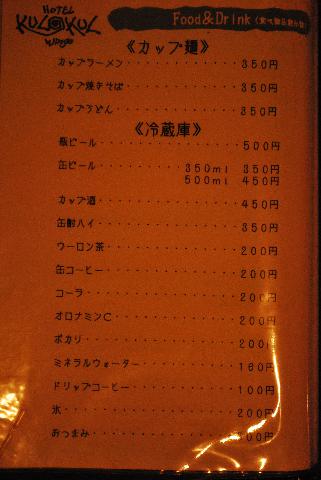 HOTEL
KULOKUL
Food&Drink
《カップ麺》
カップラーメン・・・・・・・・・・・350円
カップ焼きそば・・・・・・・・・・・350円
カップうどん・・・・・・・・・・・・350円
《冷蔵庫》
瓶ビール・・・・・・・・・・・・・・500円
缶ビール・・・・・・・・350ml 350円
500ml 450円
カップ酒・・・・・・・・・・・・・・450円
缶酎ハイ・・・・・・・・・・・・・・350円
ウーロン茶・・・・・・・・・・・・・200円
缶コーヒー・・・・・・・・・・・・・200円
コーラ・・・・・・・・・・・・・・・200円
オロナミンC・・・・・・・・・・・・200円
ポカリ・・・・・・・・・・・・・・・200円
ミネラルウォーター・・・・・・・・・160円
ドリップコーヒー・・・・・・・・・・100円
氷・・・・・・・・・・・・・・・・・200円
おつまみ・・・・・・・・・・・・・・00円